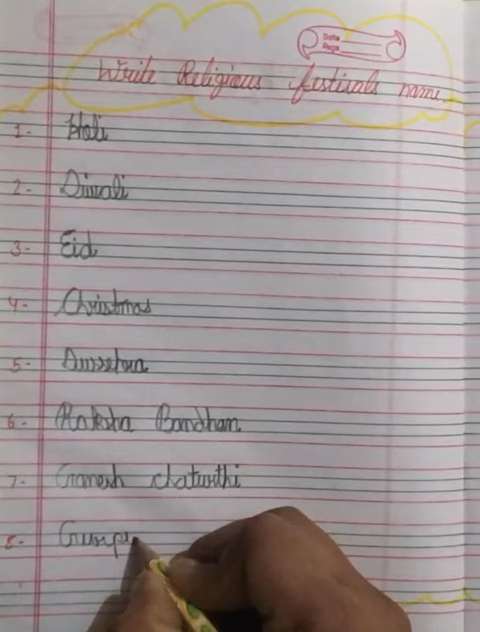 Date
Page
Write Religious festivals name
1- Holi
2- Diwali
3- Eid
4- Christmas
5- Dussehra
6- Raksha Bandhan
7- Ganesh chaturthi
8- Gurupu